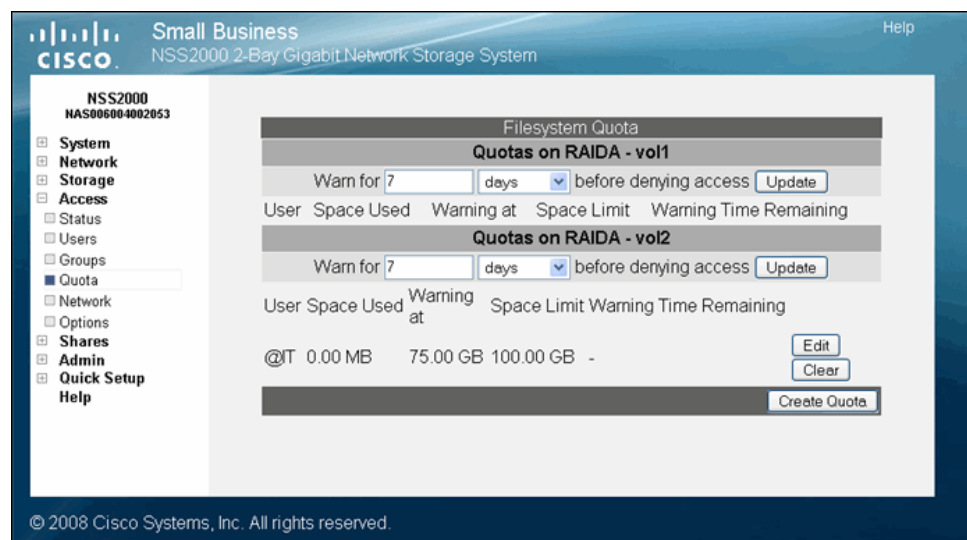 CISCO.
Small Business
NSS2000 2-Bay Gigabit Network Storage System
Help
NSS2000
NAS006004002053
System
Network
Storage
Access
Status
Users
Groups
Quota
Network
Options
Shares
Admin
Quick Setup
Help
Filesystem Quota
Quotas on RAIDA - vol1
Warn for 7 days before denying access Update
User Space Used Warning at Space Limit Warning Time Remaining
Quotas on RAIDA - vol2
Warn for 7 days before denying access Update
User Space Used Warning at Space Limit Warning Time Remaining
@IT 0.00 MB 75.00 GB 100.00 GB - Edit
Clear
Create Quota
© 2008 Cisco Systems, Inc. All rights reserved.